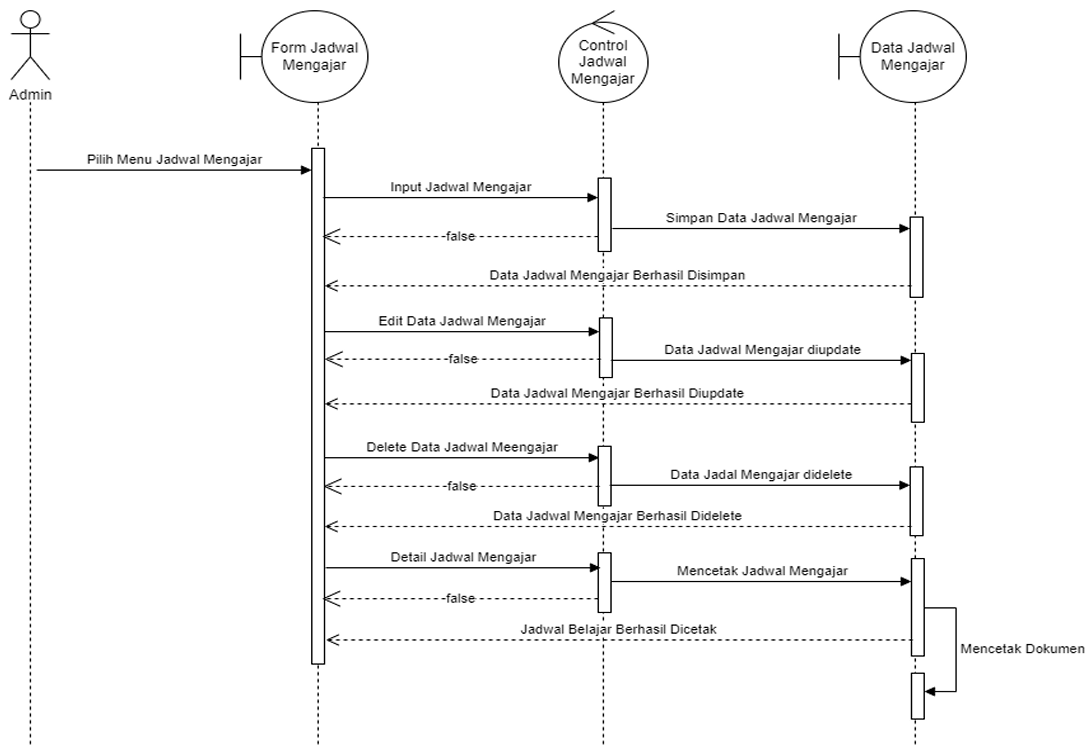 Form Jadwal
Mengajar
Control
Jadwal
Mengajar
Data Jadwal
Mengajar
Admin
Pilih Menu Jadwal Mengajar
Input Jadwal Mengajar
Simpan Data Jadwal Mengajar
false
Data Jadwal Mengajar Berhasil Disimpan
Edit Data Jadwal Mengajar
Data Jadwal Mengajar diupdate
false
Data Jadwal Mengajar Berhasil Diupdate
Delete Data Jadwal Meengajar
Data Jadal Mengajar didelete
false
Data Jadwal Mengajar Berhasil Didelete
Detail Jadwal Mengajar
Mencetak Jadwal Mengajar
false
Jadwal Belajar Berhasil Dicetak
Mencetak Dokumen